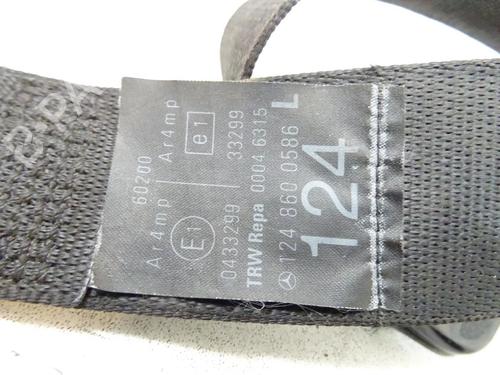 60200
Ar4mp Ar4mp
E1 e1
0433299 33299
TRW Repa 0004 6315
124 860 0586 L
124